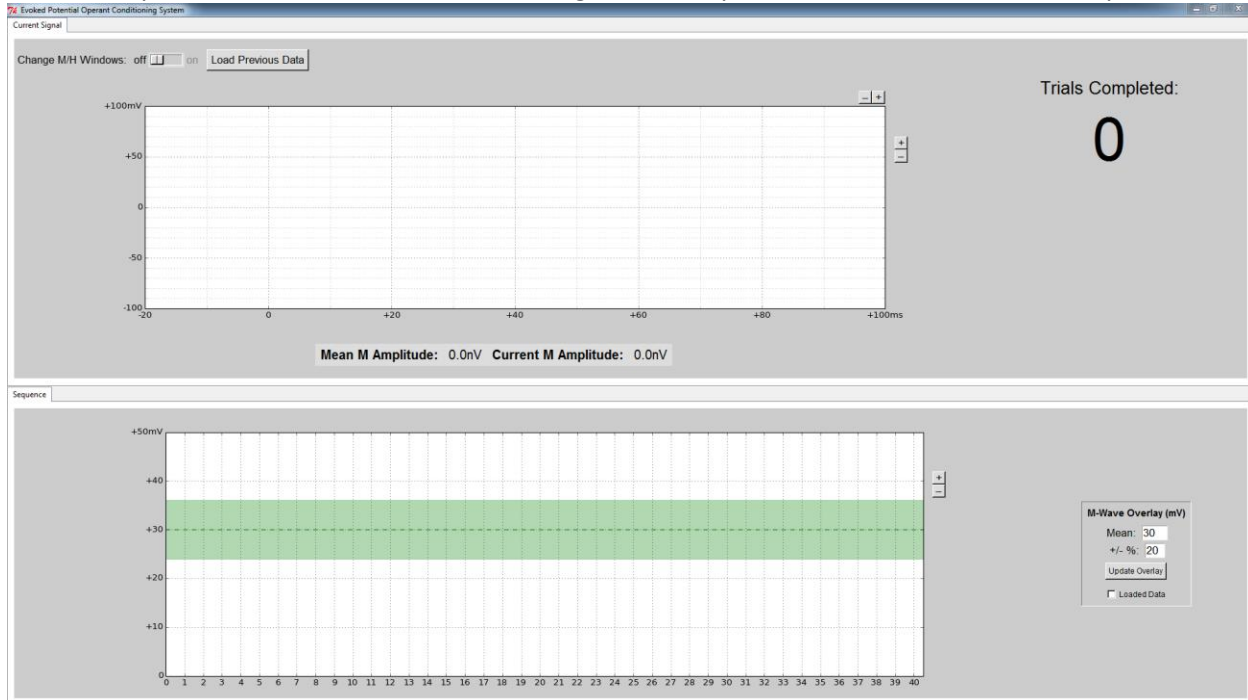 Evoked Potential Operant Conditioning System
Current Signal
Change M/H Windows: off on Load Previous Data
Trials Completed:
0
- +
+100mV
+50
0
-50
-100
+
-
-20 0 +20 +40 +60 +80 +100ms
Mean M Amplitude: 0.0nV Current M Amplitude: 0.0nV
Sequence
+50mV
+40
+30
+20
+10
0
+
-
0 1 2 3 4 5 6 7 8 9 10 11 12 13 14 15 16 17 18 19 20 21 22 23 24 25 26 27 28 29 30 31 32 33 34 35 36 37 38 39 40
M-Wave Overlay (mV)
Mean: 30
+/- %: 20
Update Overlay
Loaded Data